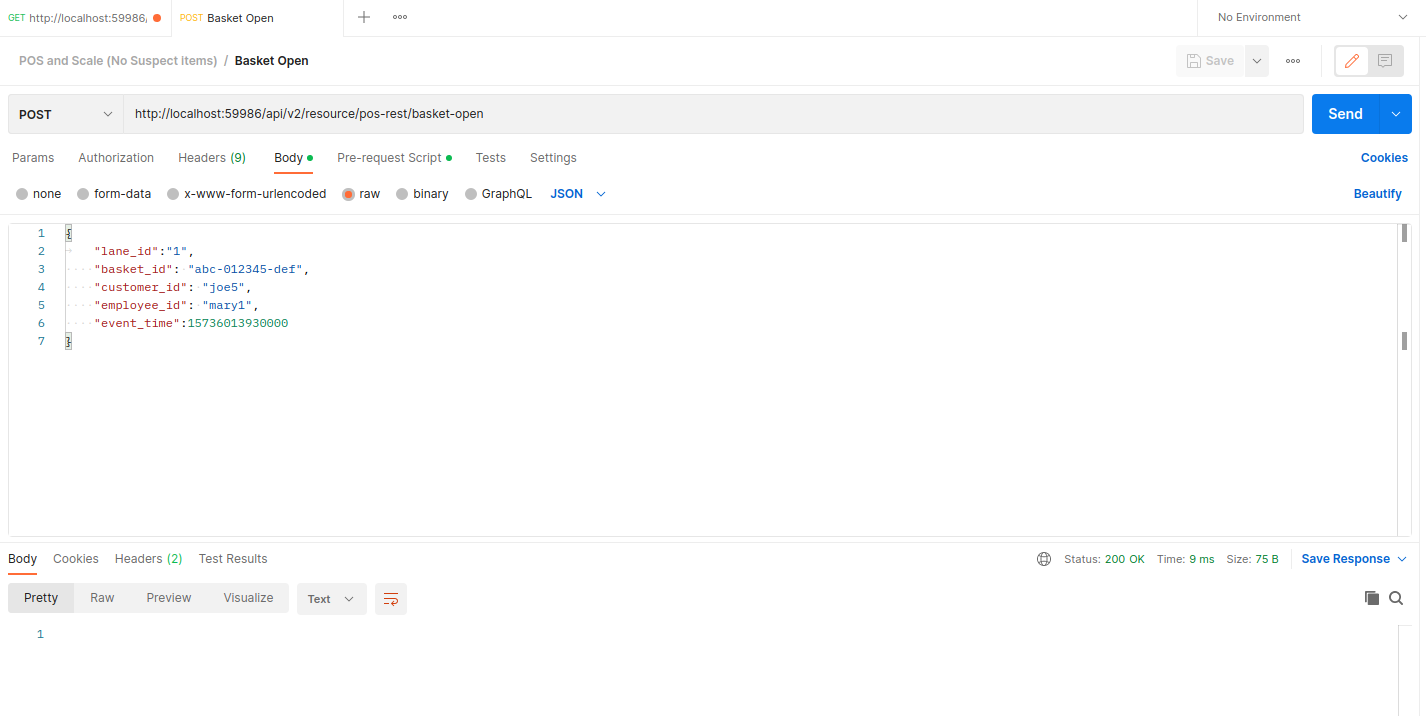 GET http://localhost:59986/ POST Basket Open No Environment
POS and Scale (No Suspect Items) / Basket Open Save
POST http://localhost:59986/api/v2/resource/pos-rest/basket-open Send
Params Authorization Headers (9) Body Pre-request Script Tests Settings Cookies
none form-data x-www-form-urlencoded raw binary GraphQL JSON Beautify
1 {
2 "lane_id":"1",
3 "basket_id": "abc-012345-def",
4 "customer_id": "joe5",
5 "employee_id": "mary1",
6 "event_time":15736013930000
7 }
Body Cookies Headers (2) Test Results Status: 200 OK Time: 9 ms Size: 75 B Save Response
Pretty Raw Preview Visualize Text
1